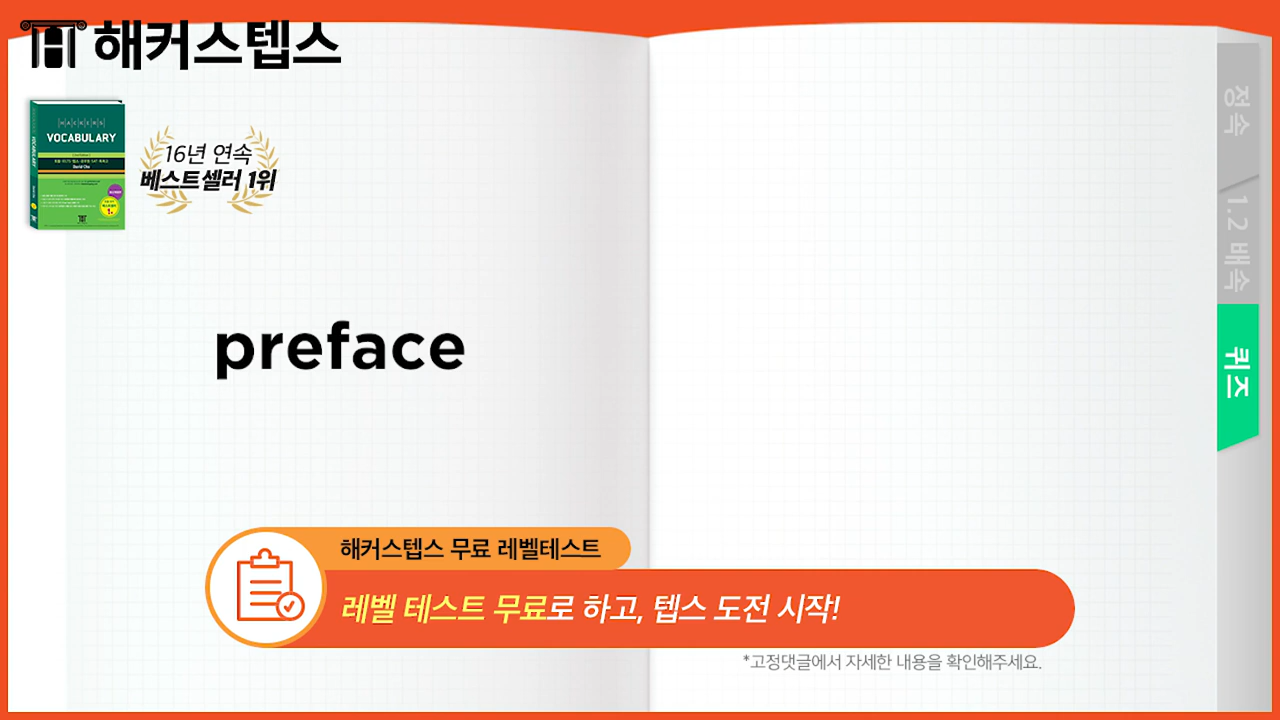 해커스텝스
HACKERS
VOCABULARY
16년 연속
베스트셀러 1위
정속
1.2 배속
퀴즈
preface
해커스텝스 무료 레벨테스트
레벨 테스트 무료로 하고, 텝스 도전 시작!
*고정댓글에서 자세한 내용을 확인해주세요.